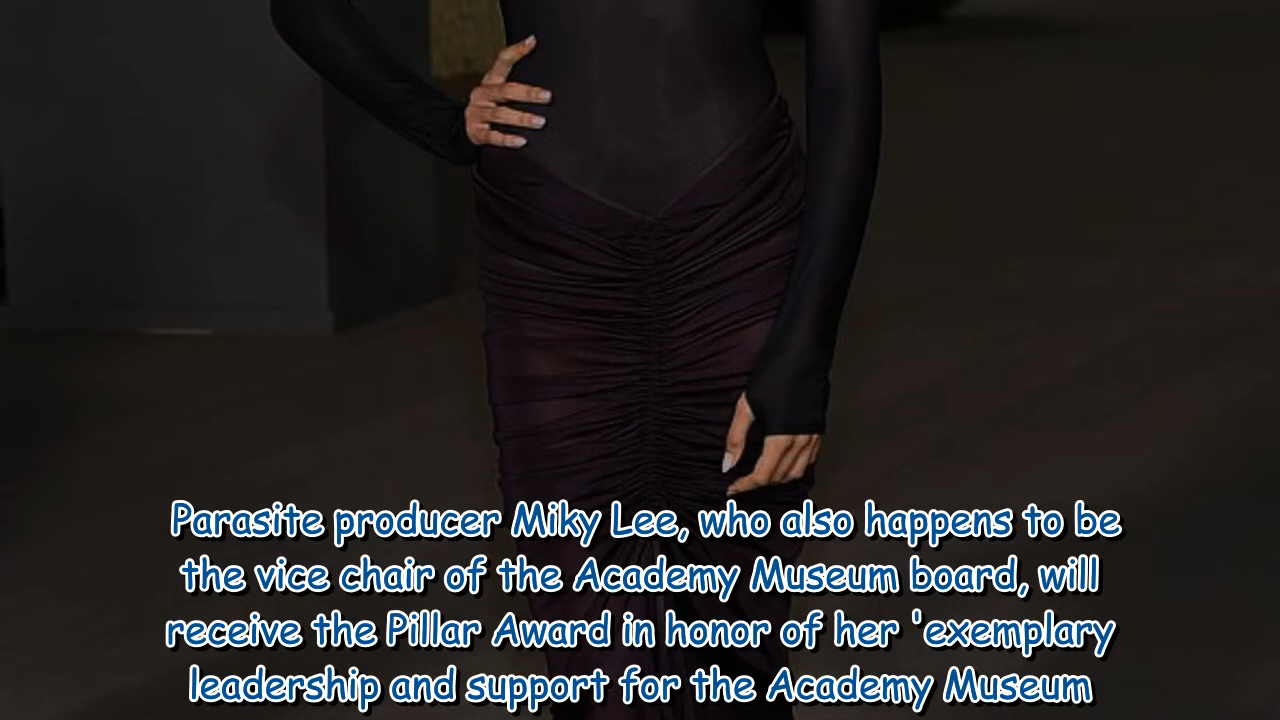 Parasite producer Miky Lee, who also happens to be
the vice chair of the Academy Museum board, will
receive the Pillar Award in honor of her 'exemplary
leadership and support for the Academy Museum